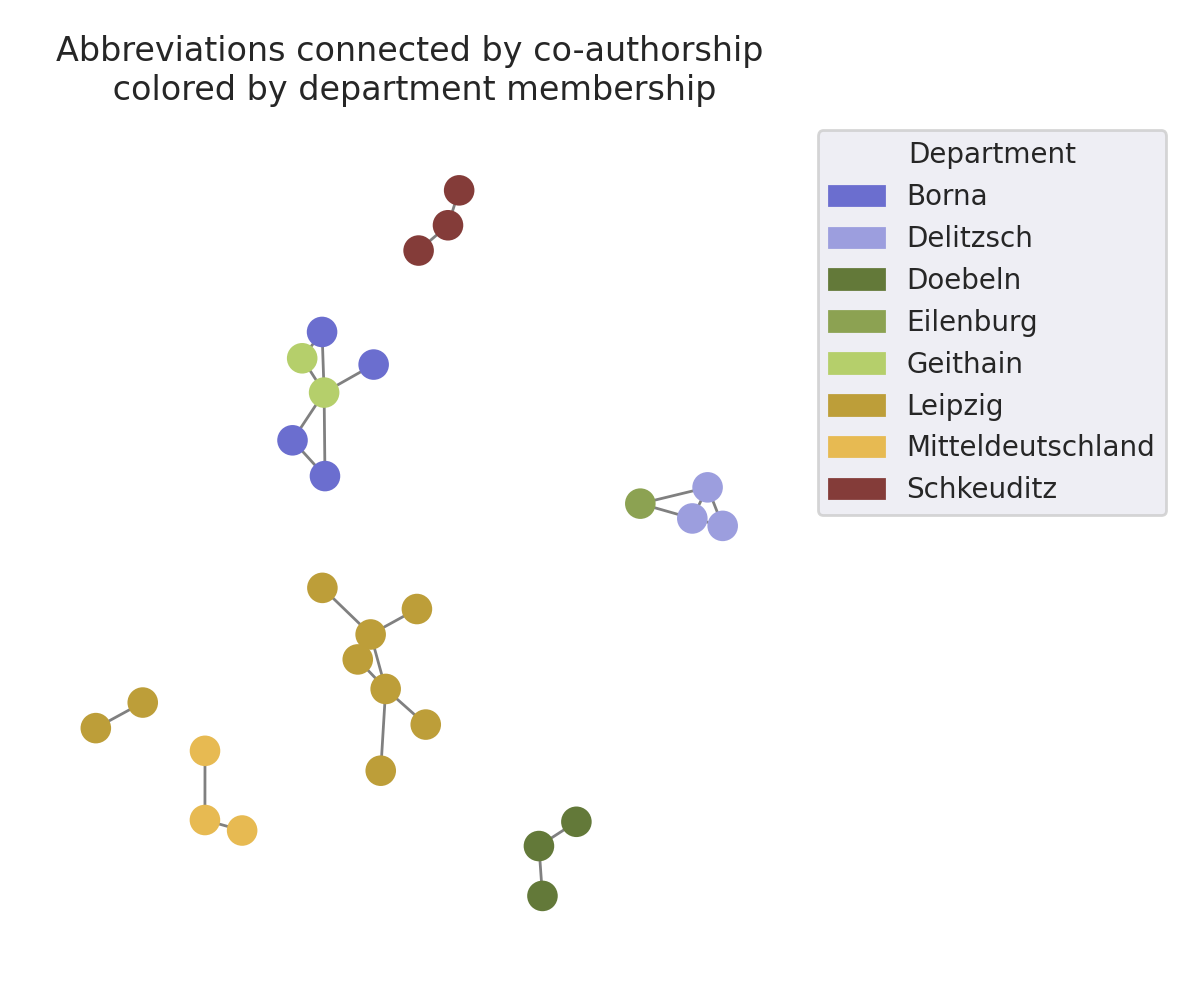 Abbreviations connected by co-authorship
colored by department membership
Department
Borna
Delitzsch
Doebeln
Eilenburg
Geithain
Leipzig
Mitteldeutschland
Schkeuditz